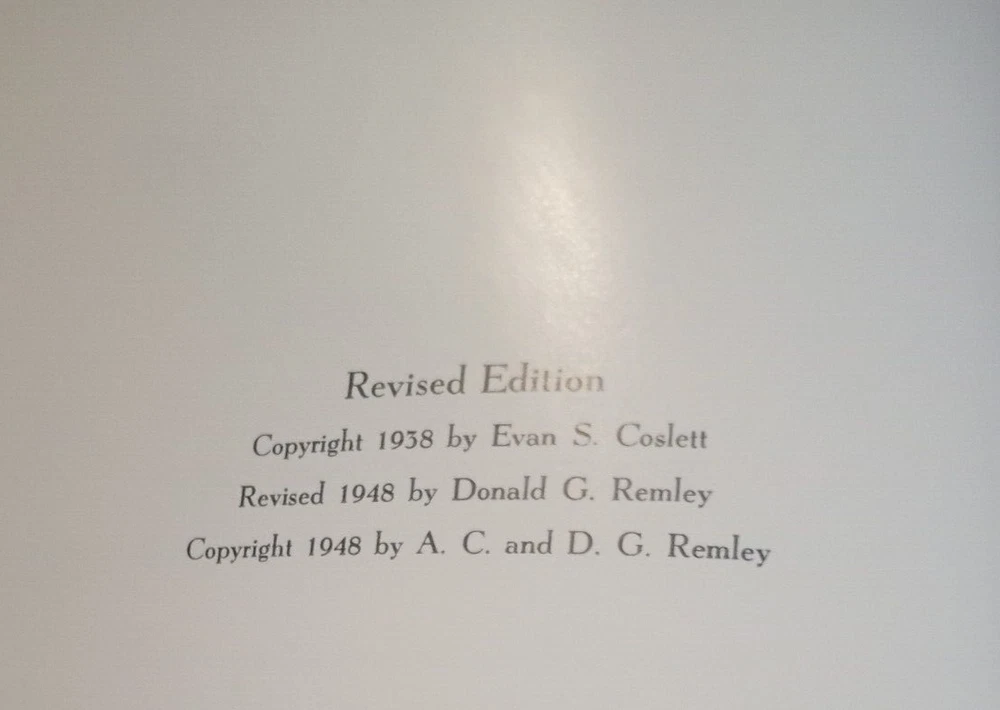 Revised Edition
Copyright 1938 by Evan S. Coslett
Revised 1948 by Donald G. Remley
Copyright 1948 by A. C. and D. G. Remley